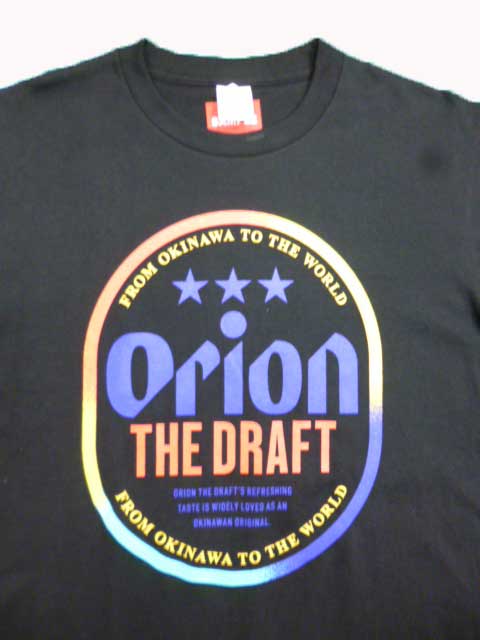 FROM OKINAWA TO THE WORLD
Orion
THE DRAFT
ORION THE DRAFT'S REFRESHING
TASTE IS WIDELY LOVED AS AN
OKINAWAN ORIGINAL.
FROM OKINAWA TO THE WORLD